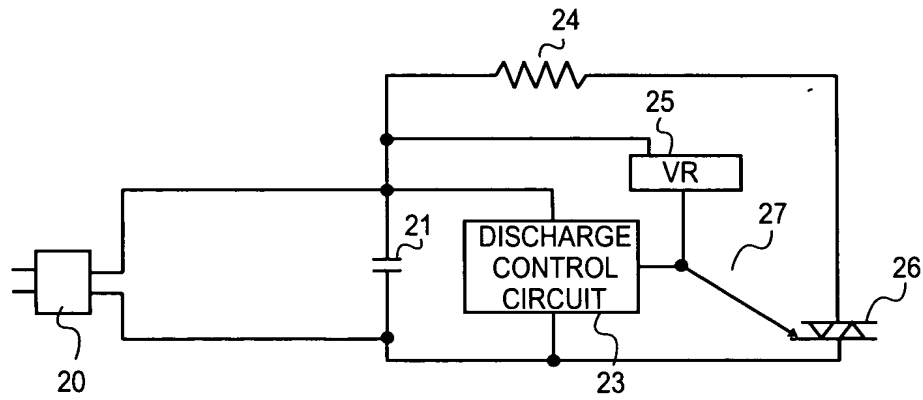 24
25
VR
21
27
DISCHARGE
CONTROL
CIRCUIT
26
20
23